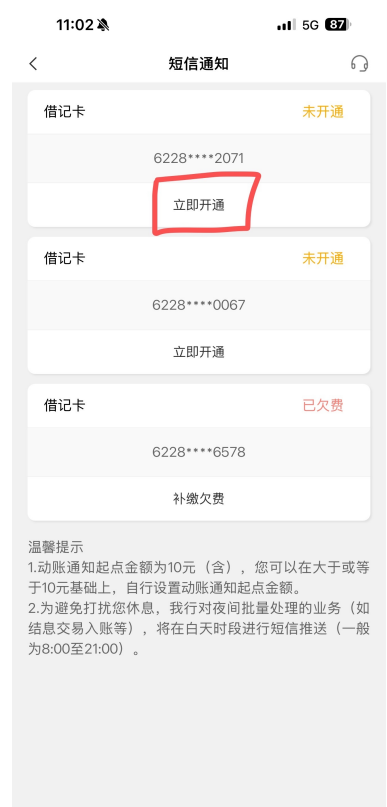 11:02 5G 87
短信通知
借记卡 未开通
6228****2071
立即开通
借记卡 未开通
6228****0067
立即开通
借记卡 已欠费
6228****6578
补缴欠费
温馨提示
1.动账通知起点金额为10元（含），您可以在大于或等
于10元基础上，自行设置动账通知起点金额。
2.为避免打扰您休息，我行对夜间批量处理的业务（如
结息交易入账等），将在白天时段进行短信推送（一般
为8:00至21:00）。